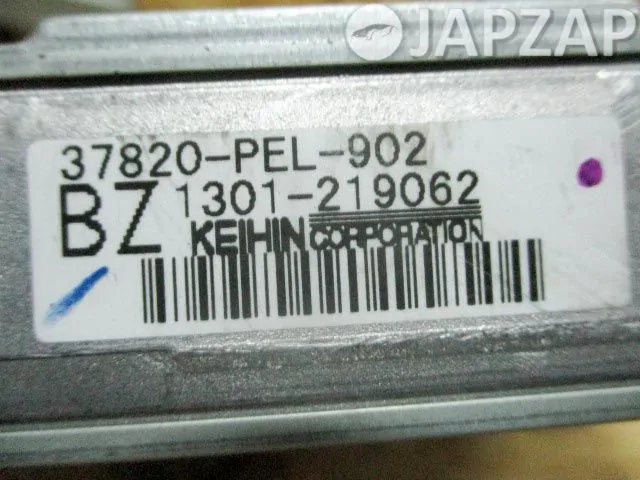 JAPZAP
37820-PEL-902
BZ 1301-219062
KEIHIN CORPORATION